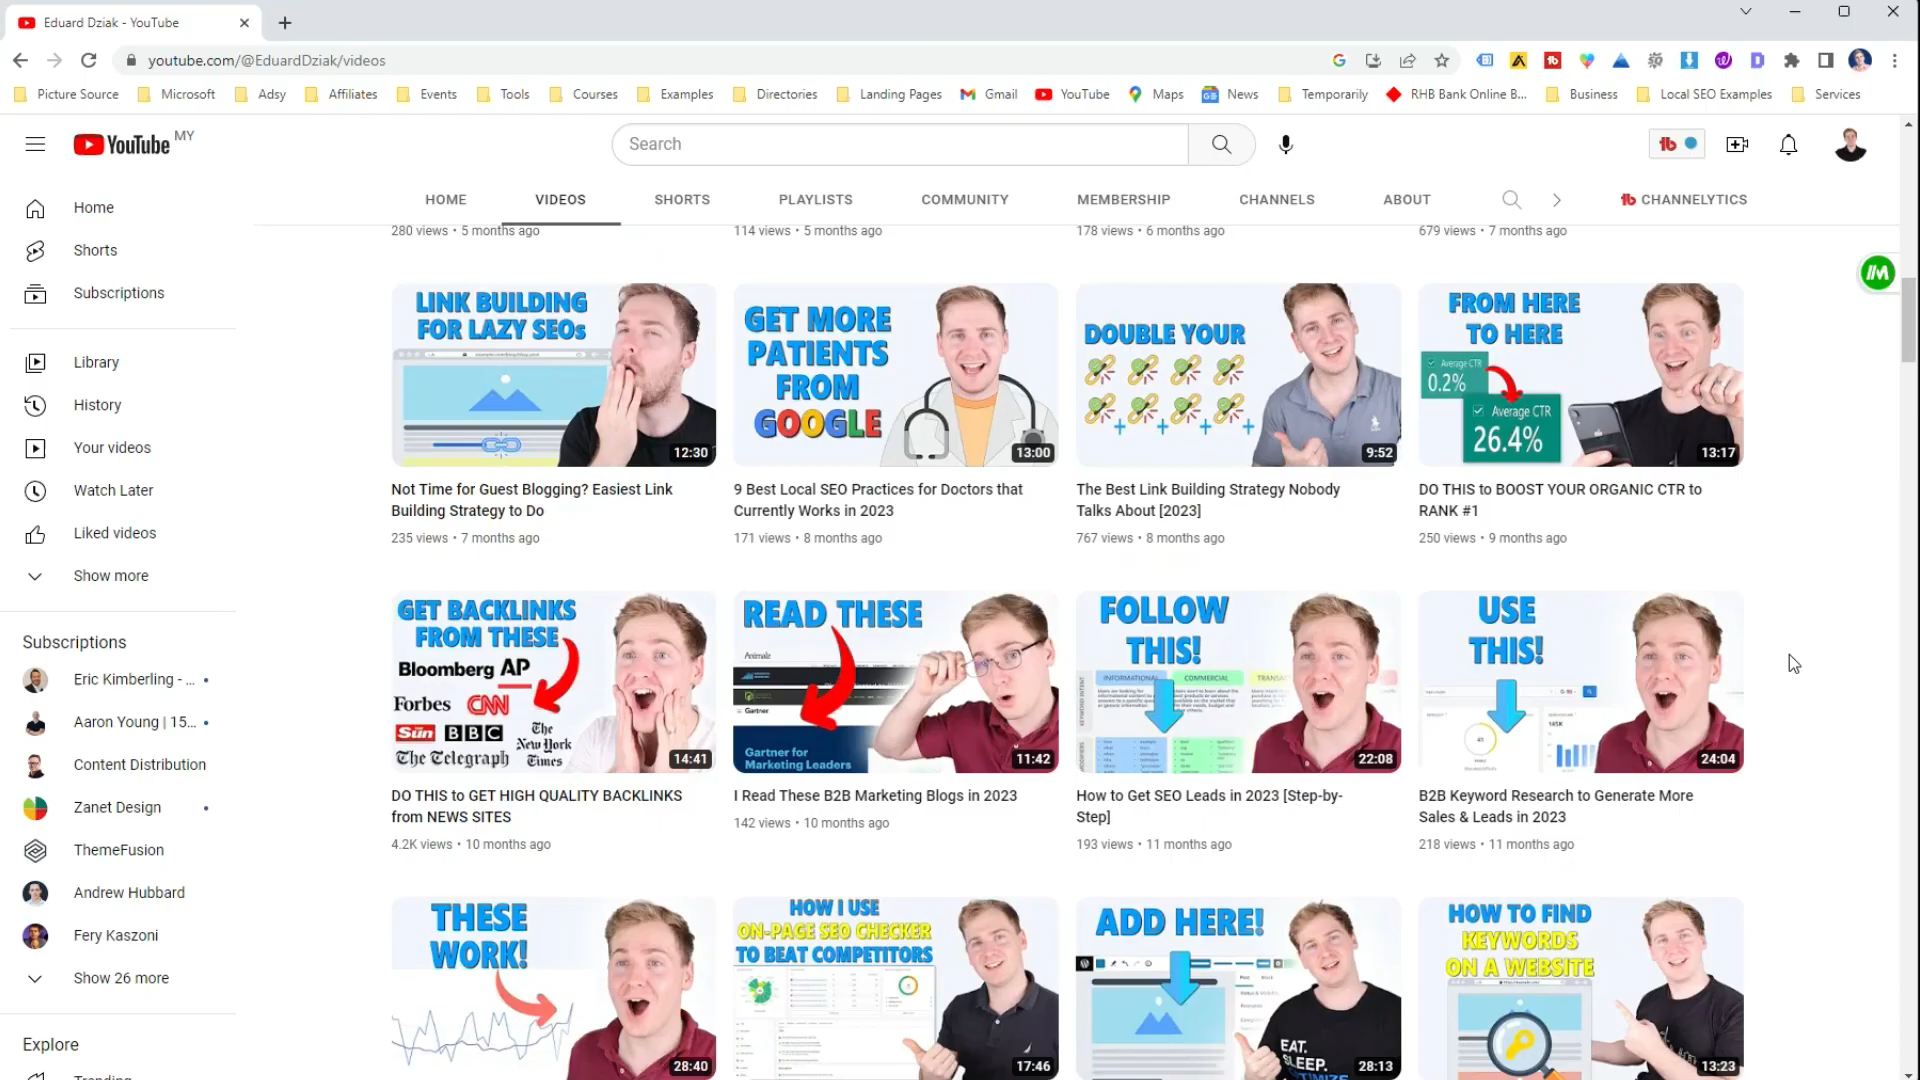 Eduard Dziak - YouTube
youtube.com/@EduardDziak/videos
Picture Source
Microsoft
Adsy
Affiliates
Events
Tools
Courses
Examples
Directories
Landing Pages
Gmail
YouTube
Maps
News
Temporarily
RHB Bank Online B...
Business
Local SEO Examples
Services
YouTube MY
Search
HOME
VIDEOS
SHORTS
PLAYLISTS
COMMUNITY
MEMBERSHIP
CHANNELS
ABOUT
CHANNELYTICS
Home
Shorts
Subscriptions
Library
History
Your videos
Watch Later
Liked videos
Show more
Subscriptions
Eric Kimberling - ...
Aaron Young | 15...
Content Distribution
Zanet Design
ThemeFusion
Andrew Hubbard
Fery Kaszoni
Show 26 more
Explore
280 views • 5 months ago
114 views • 5 months ago
178 views • 6 months ago
679 views • 7 months ago
LINK BUILDING
FOR LAZY SEOs
12:30
Not Time for Guest Blogging? Easiest Link
Building Strategy to Do
235 views • 7 months ago
GET MORE
PATIENTS
FROM
GOOGLE
13:00
9 Best Local SEO Practices for Doctors that
Currently Works in 2023
171 views • 8 months ago
DOUBLE YOUR
9:52
The Best Link Building Strategy Nobody
Talks About [2023]
767 views • 8 months ago
FROM HERE
TO HERE
Average CTR
0.2%
Average CTR
26.4%
13:17
DO THIS to BOOST YOUR ORGANIC CTR to
RANK #1
250 views • 9 months ago
GET BACKLINKS
FROM THESE
Bloomberg AP
Forbes CNN
Sun BBC
The Telegraph
The
New York
Times
14:41
DO THIS to GET HIGH QUALITY BACKLINKS
from NEWS SITES
4.2K views • 10 months ago
READ THESE
Animalz
Gartner
Gartner for
Marketing Leaders
11:42
I Read These B2B Marketing Blogs in 2023
142 views • 10 months ago
FOLLOW
THIS!
INFORMATIONAL
COMMERCIAL
22:08
How to Get SEO Leads in 2023 [Step-by-
Step]
193 views • 11 months ago
USE
THIS!
145K
24:04
B2B Keyword Research to Generate More
Sales & Leads in 2023
218 views • 11 months ago
THESE
WORK!
28:40
HOW I USE
ON-PAGE SEO CHECKER
TO BEAT COMPETITORS
17:46
ADD HERE!
EAT.
SLEEP.
OPTIMIZE
28:13
HOW TO FIND
KEYWORDS
ON A WEBSITE
13:23